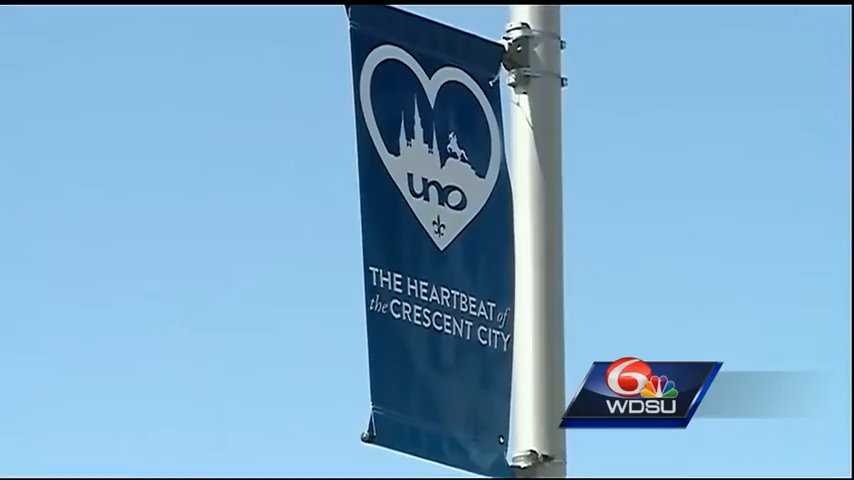 UNO
THE HEARTBEAT of
the CRESCENT CITY
6
WDSU